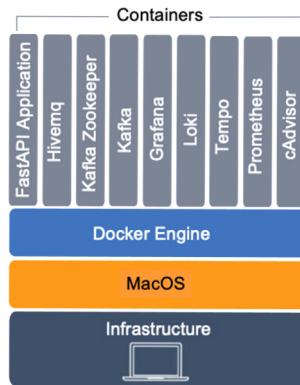 Containers
FastAPI Application
Hivemq
Kafka Zookeeper
Kafka
Grafana
Loki
Tempo
Prometheus
cAdvisor
Docker Engine
MacOS
Infrastructure